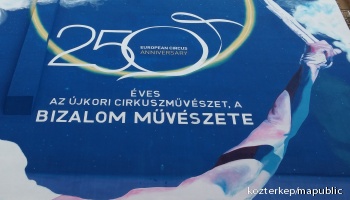 250
EUROPEAN CIRCUS
ANNIVERSARY
ÉVES
AZ ÚJKORI CIRKUSZMŰVÉSZET, A
BIZALOM MŰVÉSZETE
kozterkep/mapublic